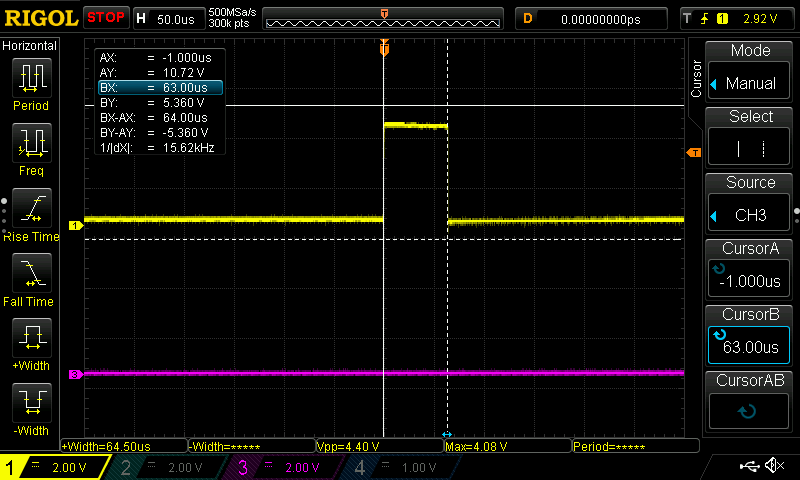 RIGOL STOP H 50.0us 500MSa/s 300k pts D 0.00000000ps T 1 2.92 V
T
Horizontal
Period
Freq
Rise Time
Fall Time
+Width
-Width
AX: = -1.000us
AY: = 10.72 V
BX: = 63.00us
BY: = 5.360 V
BX-AX: = 64.00us
BY-AY: = -5.360 V
1/|dX|: = 15.62kHz
T
T
1
3
Cursor
Mode
Manual
Select
Source
CH3
CursorA
-1.000us
CursorB
63.00us
CursorAB
+Width=64.50us -Width=***** Vpp=4.40 V Max=4.08 V Period=*****
1 2.00 V 2 2.00 V 3 2.00 V 4 1.00 V